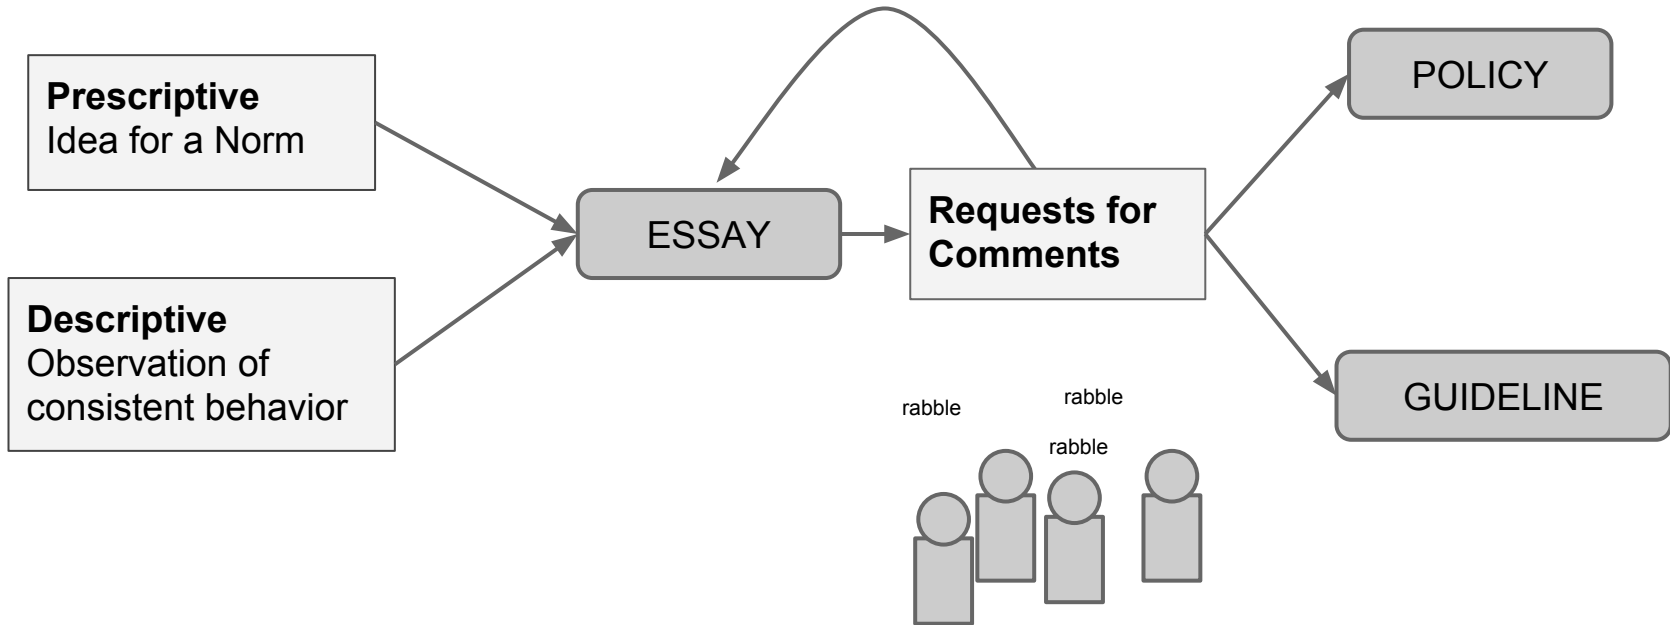 Prescriptive
Idea for a Norm
Descriptive
Observation of
consistent behavior
ESSAY
Requests for
Comments
POLICY
GUIDELINE
rabble
rabble
rabble